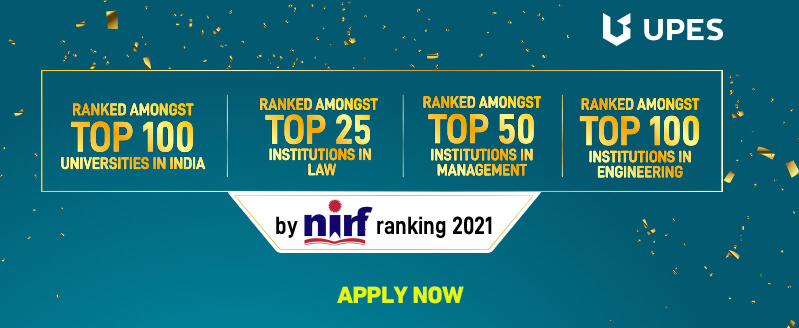 UPES
RANKED AMONGST
TOP 100
UNIVERSITIES IN INDIA
RANKED AMONGST
TOP 25
INSTITUTIONS IN
LAW
RANKED AMONGST
TOP 50
INSTITUTIONS IN
MANAGEMENT
RANKED AMONGST
TOP 100
INSTITUTIONS IN
ENGINEERING
by nirf ranking 2021
APPLY NOW